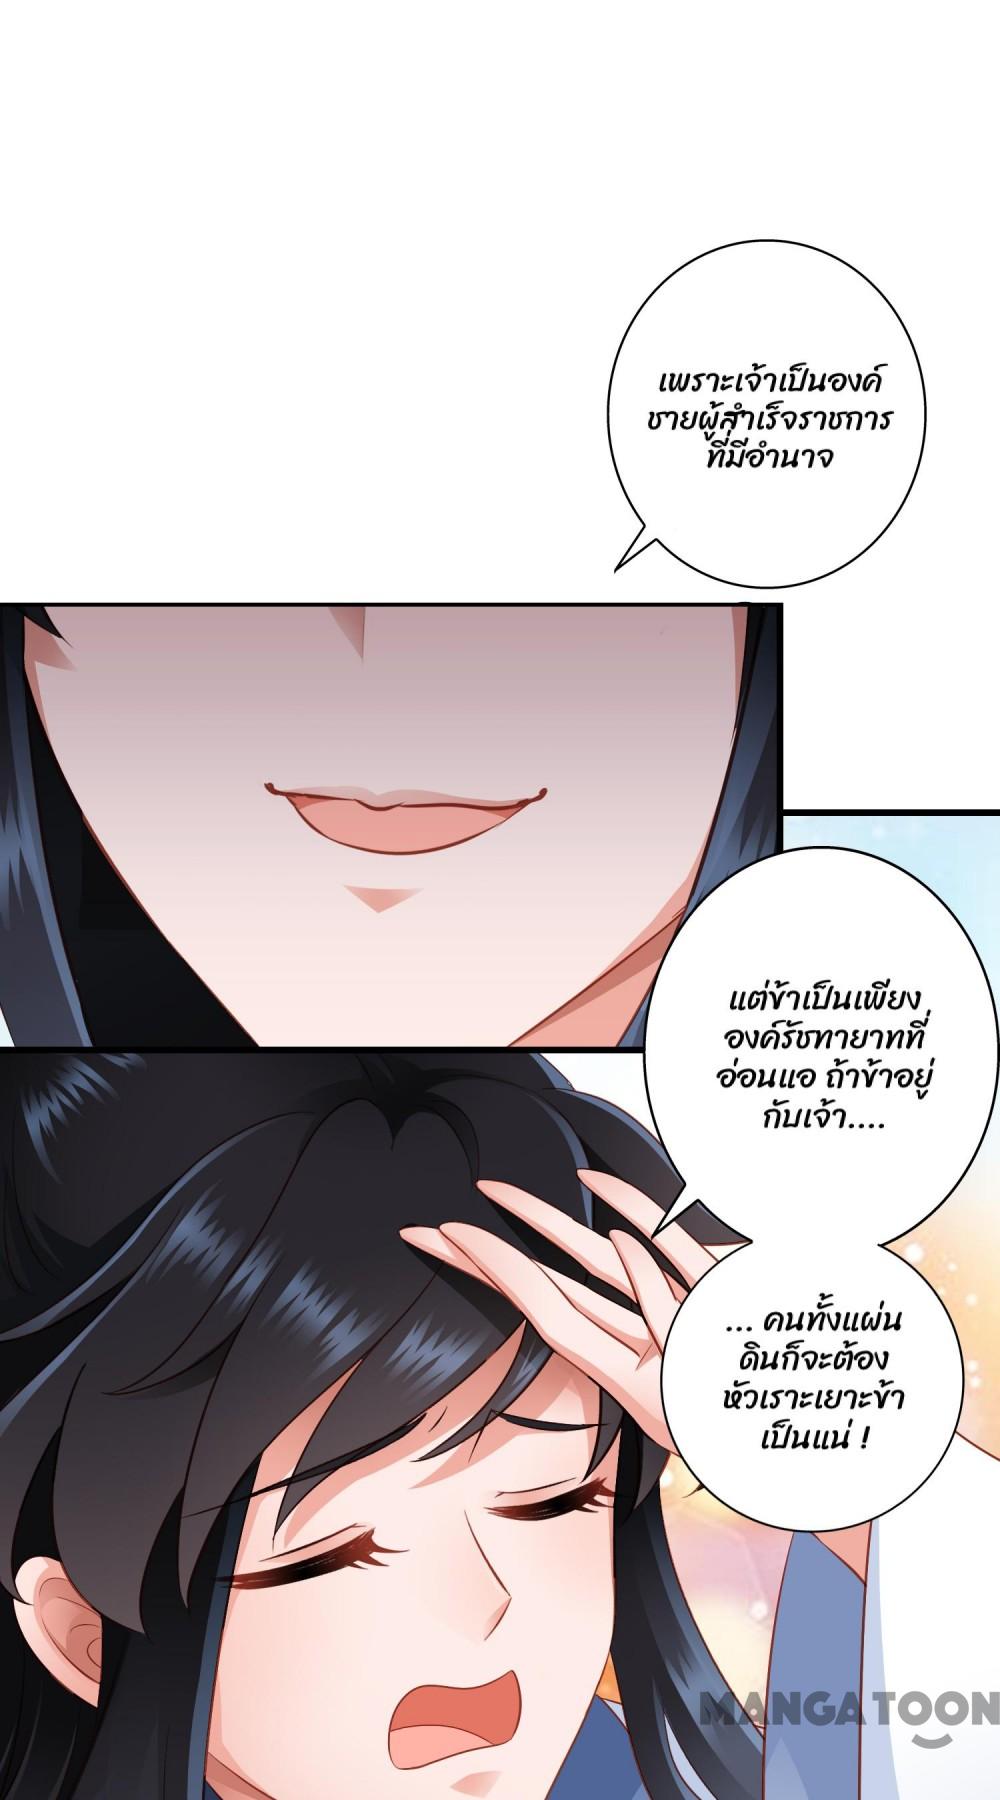 เพราะเจ้าเป็นองค์
ชายผู้สำเร็จราชการ
ที่มีอำนาจ
แต่ข้าเป็นเพียง
องค์รัชทายาทที่
อ่อนแอ ถ้าข้าอยู่
กับเจ้า....
... คนทั้งแผ่น
ดินก็จะต้อง
หัวเราะเยาะข้า
เป็นแน่ !
MANGATOON